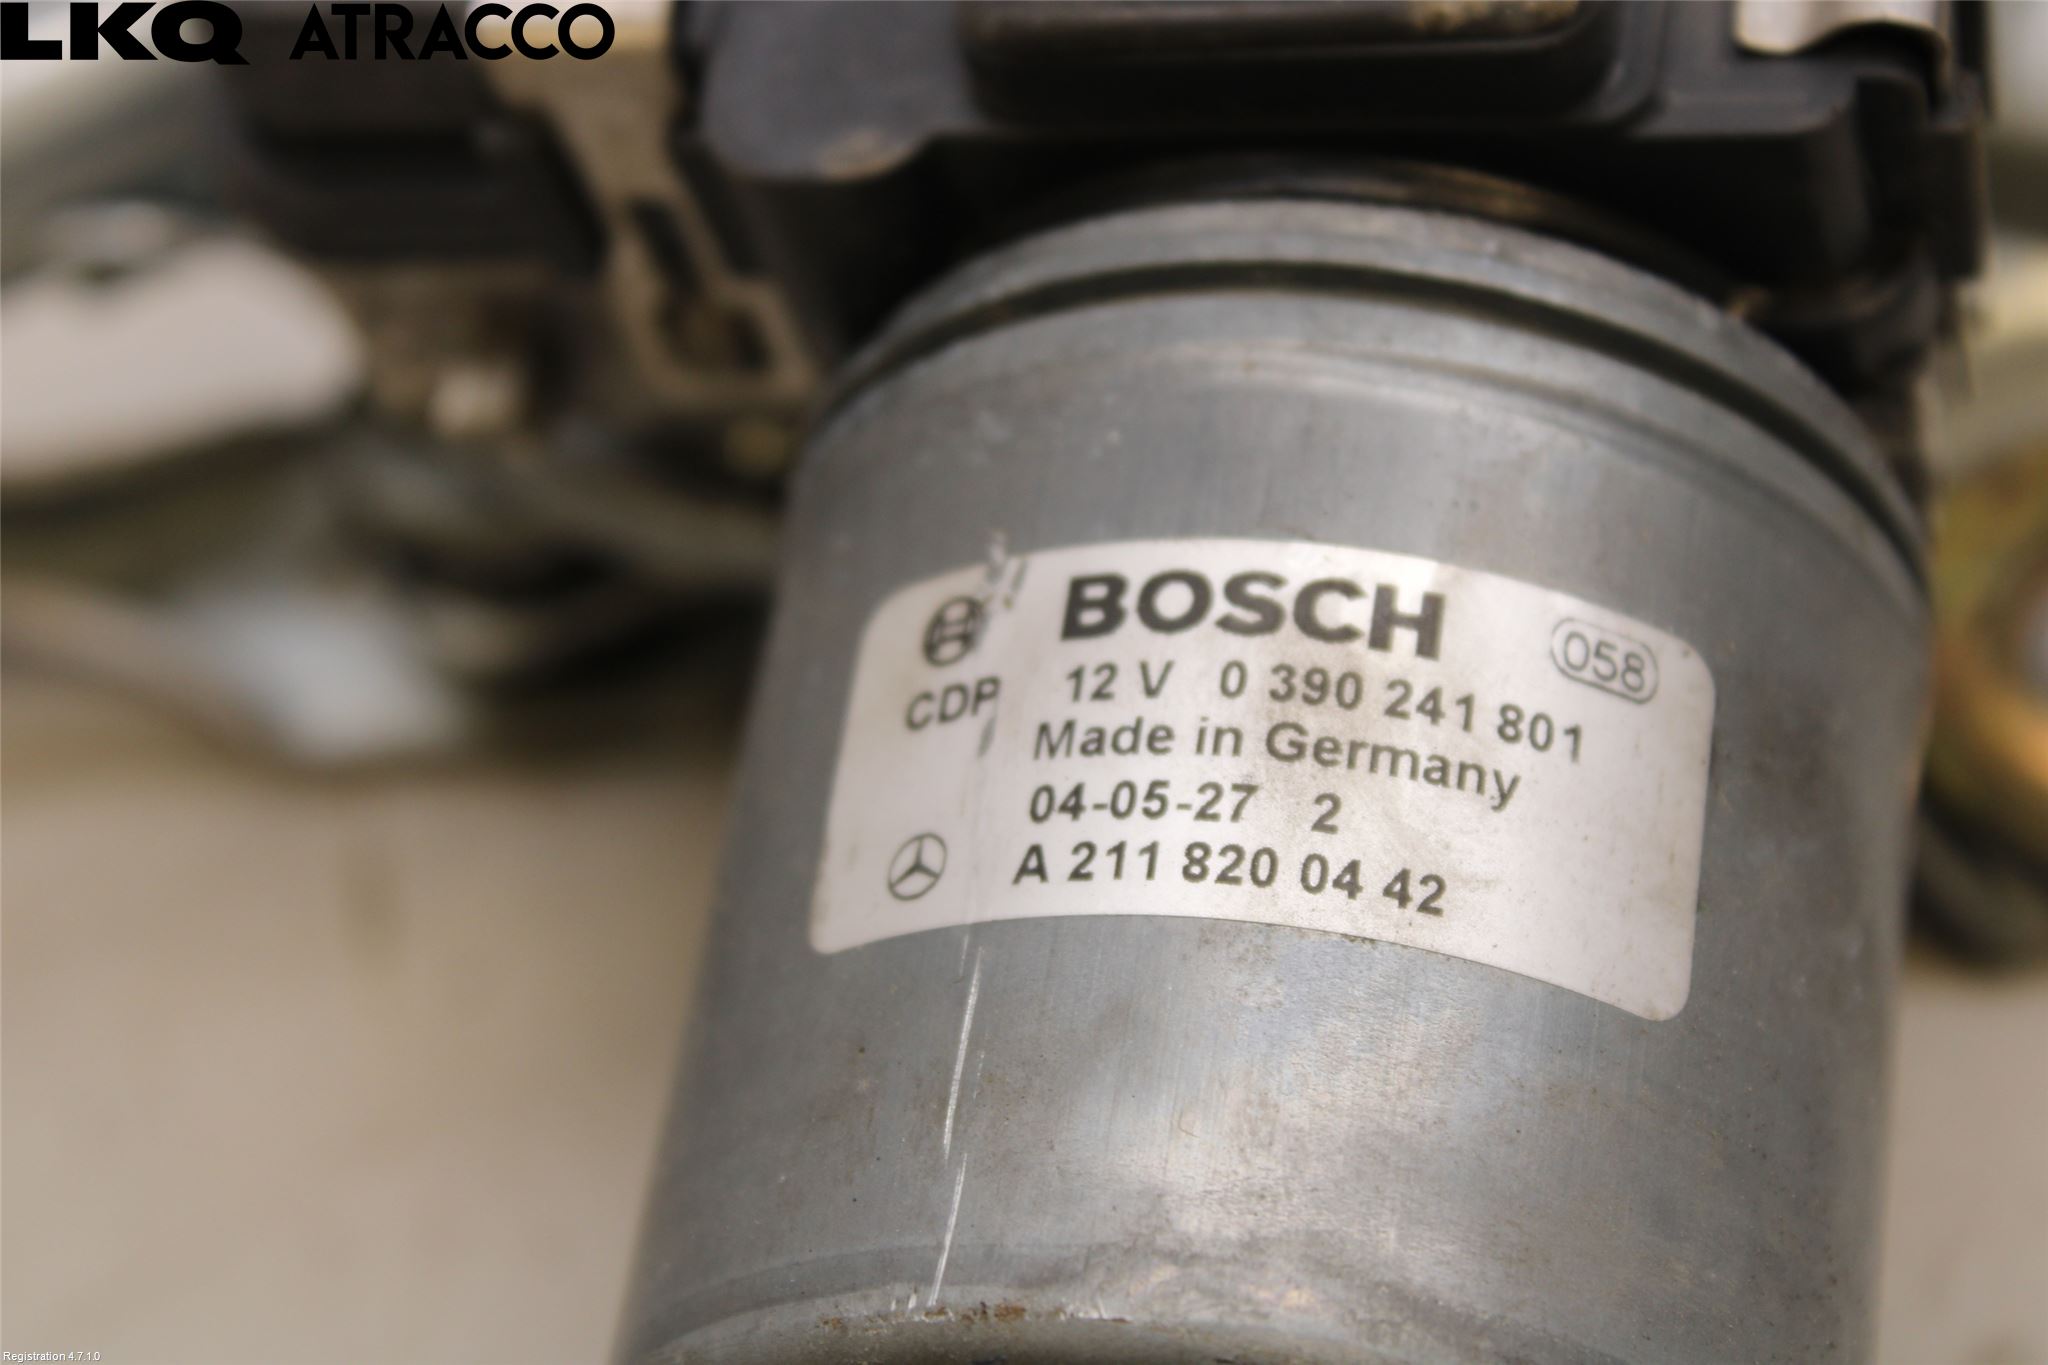 LKQ ATRACCO
BOSCH
058
CDP 12 V 0 390 241 801
Made in Germany
04-05-27 2
A 211 820 04 42
Registration 4.7.1.0